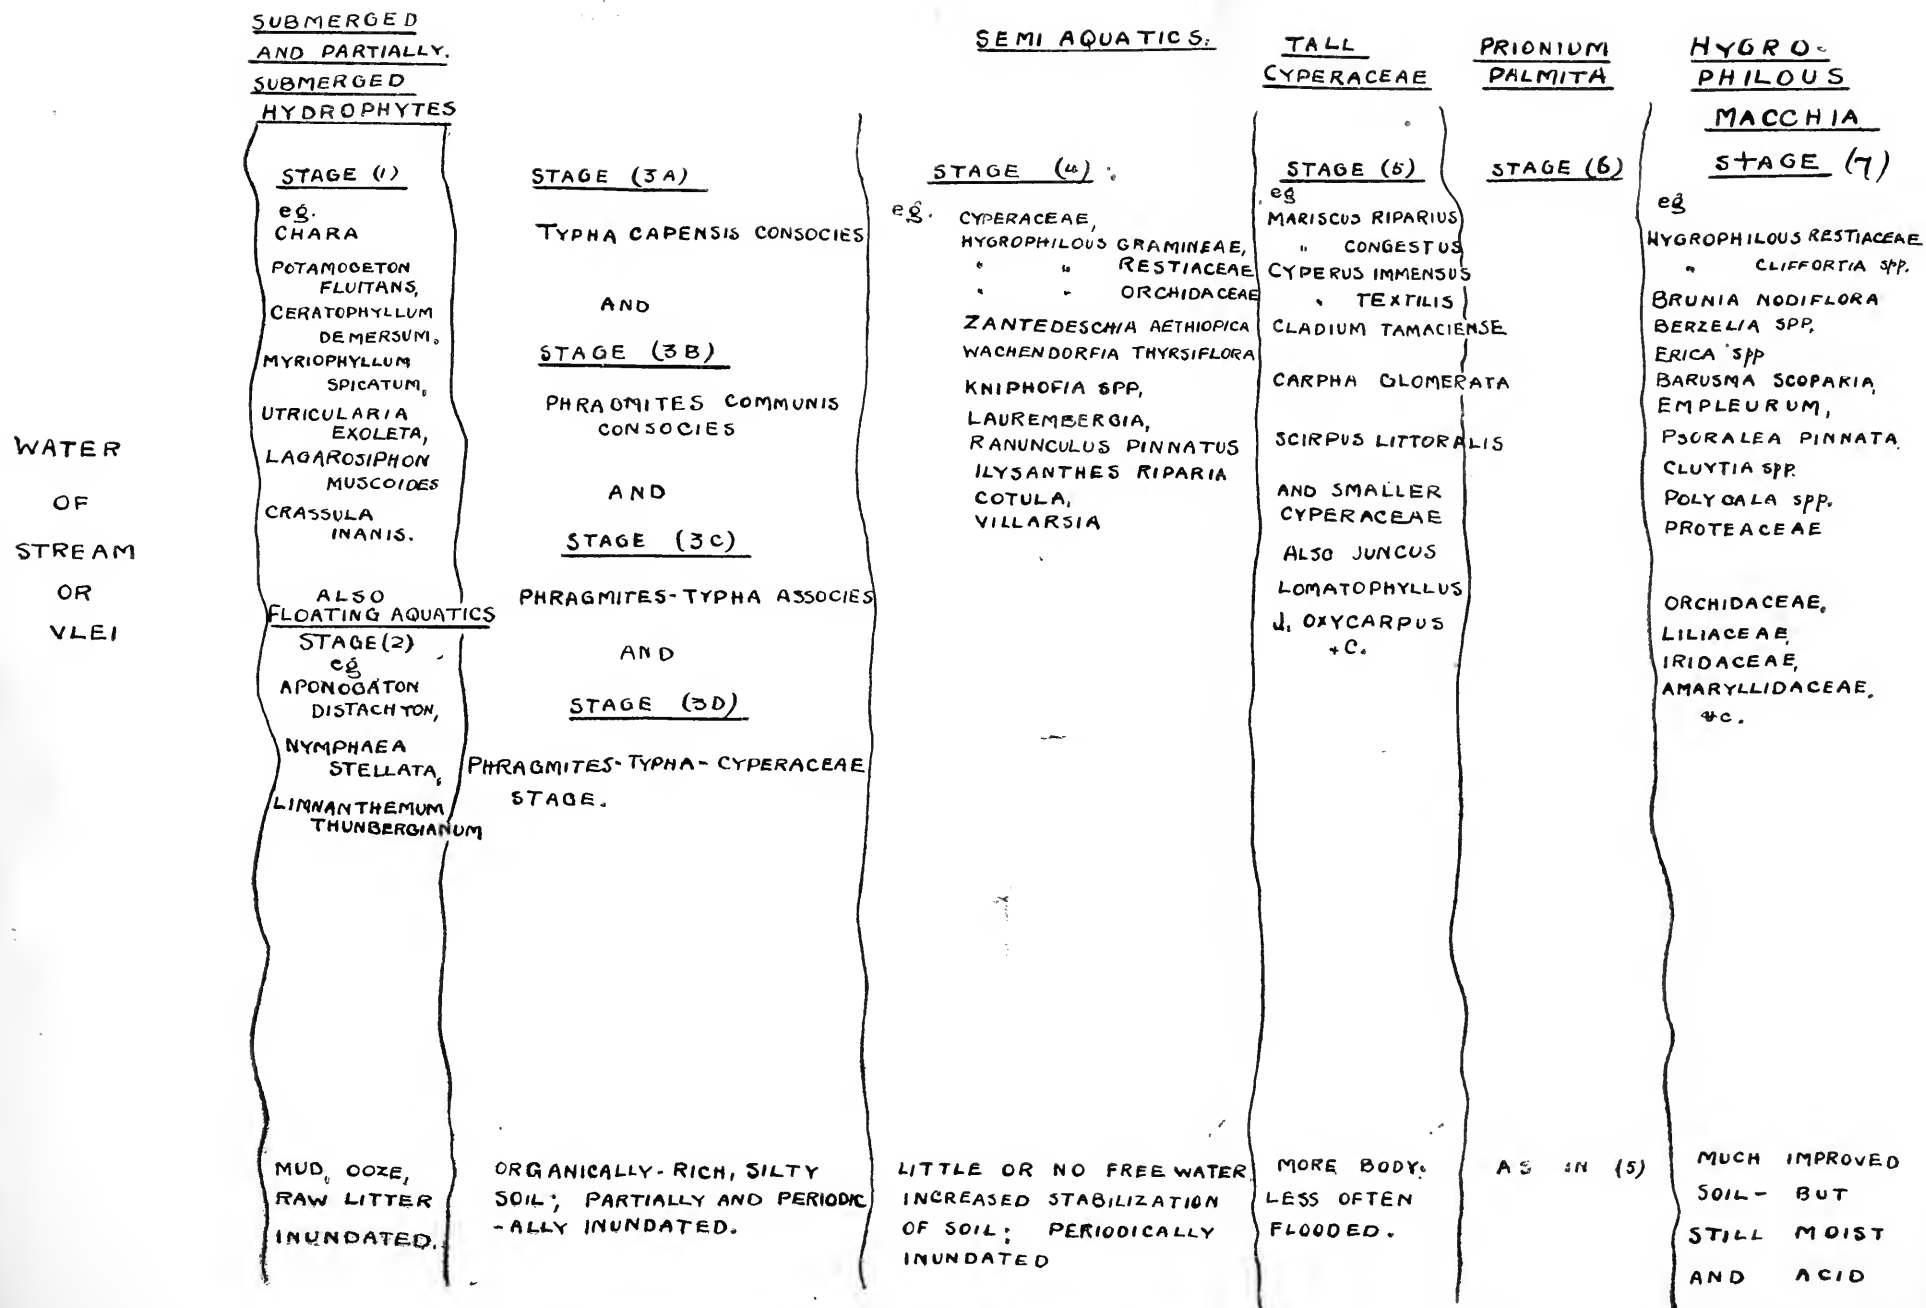 WATER
OF
STREAM
OR
VLEI
SUBMERGED
AND PARTIALLY.
SUBMERGED
HYDROPHYTES
STAGE (1)
eg.
CHARA
POTAMOGETON
FLUITANS,
CERATOPHYLLUM
DEMERSUM,
MYRIOPHYLLUM
SPICATUM,
UTRICULARIA
EXOLETA,
LAGAROSIPHON
MUSCOIDES
CRASSULA
INANIS.
ALSO
FLOATING AQUATICS
STAGE (2)
eg
APONOGATON
DISTACHYON,
NYMPHAEA
STELLATA,
LIMNANTHEMUM
THUNBERGIANUM
MUD, OOZE,
RAW LITTER
INUNDATED.
STAGE (3A)
TYPHA CAPENSIS CONSOCIES
AND
STAGE (3B)
PHRAGMITES COMMUNIS
CONSOCIES
AND
STAGE (3C)
PHRAGMITES-TYPHA ASSOCIES
AND
STAGE (3D)
PHRAGMITES-TYPHA-CYPERACEAE
STAGE.
ORGANICALLY-RICH, SILTY
SOIL; PARTIALLY AND PERIODIC
-ALLY INUNDATED.
SEMI AQUATICS.
STAGE (4).
eg. CYPERACEAE,
HYGROPHILOUS GRAMINEAE,
" " RESTIACEAE
" " ORCHIDACEAE
ZANTEDESCHIA AETHIOPICA
WACHENDORFIA THYRSIFLORA
KNIPHOFIA SPP,
LAUREMBERGIA,
RANUNCULUS PINNATUS
ILYSANTHES RIPARIA
COTULA,
VILLARSIA
LITTLE OR NO FREE WATER
INCREASED STABILIZATION
OF SOIL; PERIODICALLY
INUNDATED
TALL
CYPERACEAE
STAGE (5)
eg
MARISCUS RIPARIUS
" CONGESTUS
CYPERUS IMMENSUS
" TEXTILIS
CLADIUM TAMACIENSE
CARPHA GLOMERATA
SCIRPUS LITTORALIS
AND SMALLER
CYPERACEAE
ALSO JUNCUS
LOMATOPHYLLUS
J. OXYCARPUS
+C.
MORE BODY.
LESS OFTEN
FLOODED.
PRIONIUM
PALMITA
STAGE (6)
AS IN (5)
HYGRO-
PHILOUS
MACCHIA
STAGE (7)
eg
HYGROPHILOUS RESTIACEAE
" CLIFFORTIA SPP.
BRUNIA NODIFLORA
BERZELIA SPP,
ERICA SPP
BARUSMA SCOPARIA,
EMPLEURUM,
PSORALEA PINNATA
CLUYTIA SPP.
POLYGALA SPP.
PROTEACEAE
ORCHIDACEAE,
LILIACEAE,
IRIDACEAE,
AMARYLLIDACEAE,
&c.
MUCH IMPROVED
SOIL- BUT
STILL MOIST
AND ACID